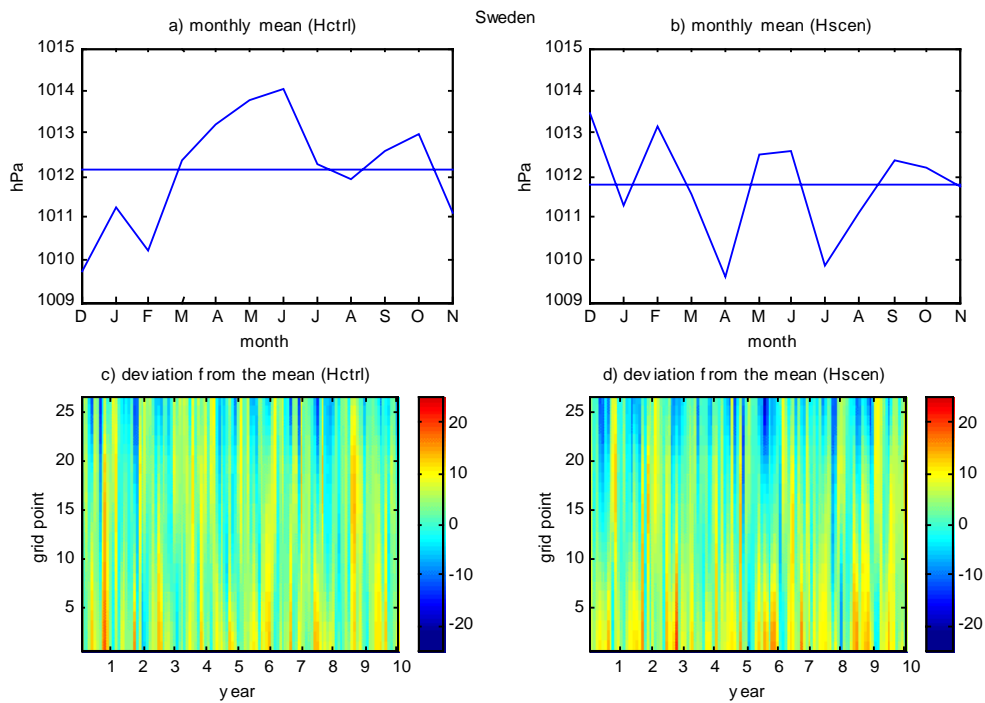 Sweden
a) monthly mean (Hctrl)
1015
1014
1013
1012
1011
1010
1009
hPa
D J F M A M J J A S O N
month
b) monthly mean (Hscen)
1015
1014
1013
1012
1011
1010
1009
hPa
D J F M A M J J A S O N
month
c) deviation from the mean (Hctrl)
25
20
15
10
5
grid point
1 2 3 4 5 6 7 8 9 10
year
20
10
0
-10
-20
d) deviation from the mean (Hscen)
25
20
15
10
5
grid point
1 2 3 4 5 6 7 8 9 10
year
20
10
0
-10
-20